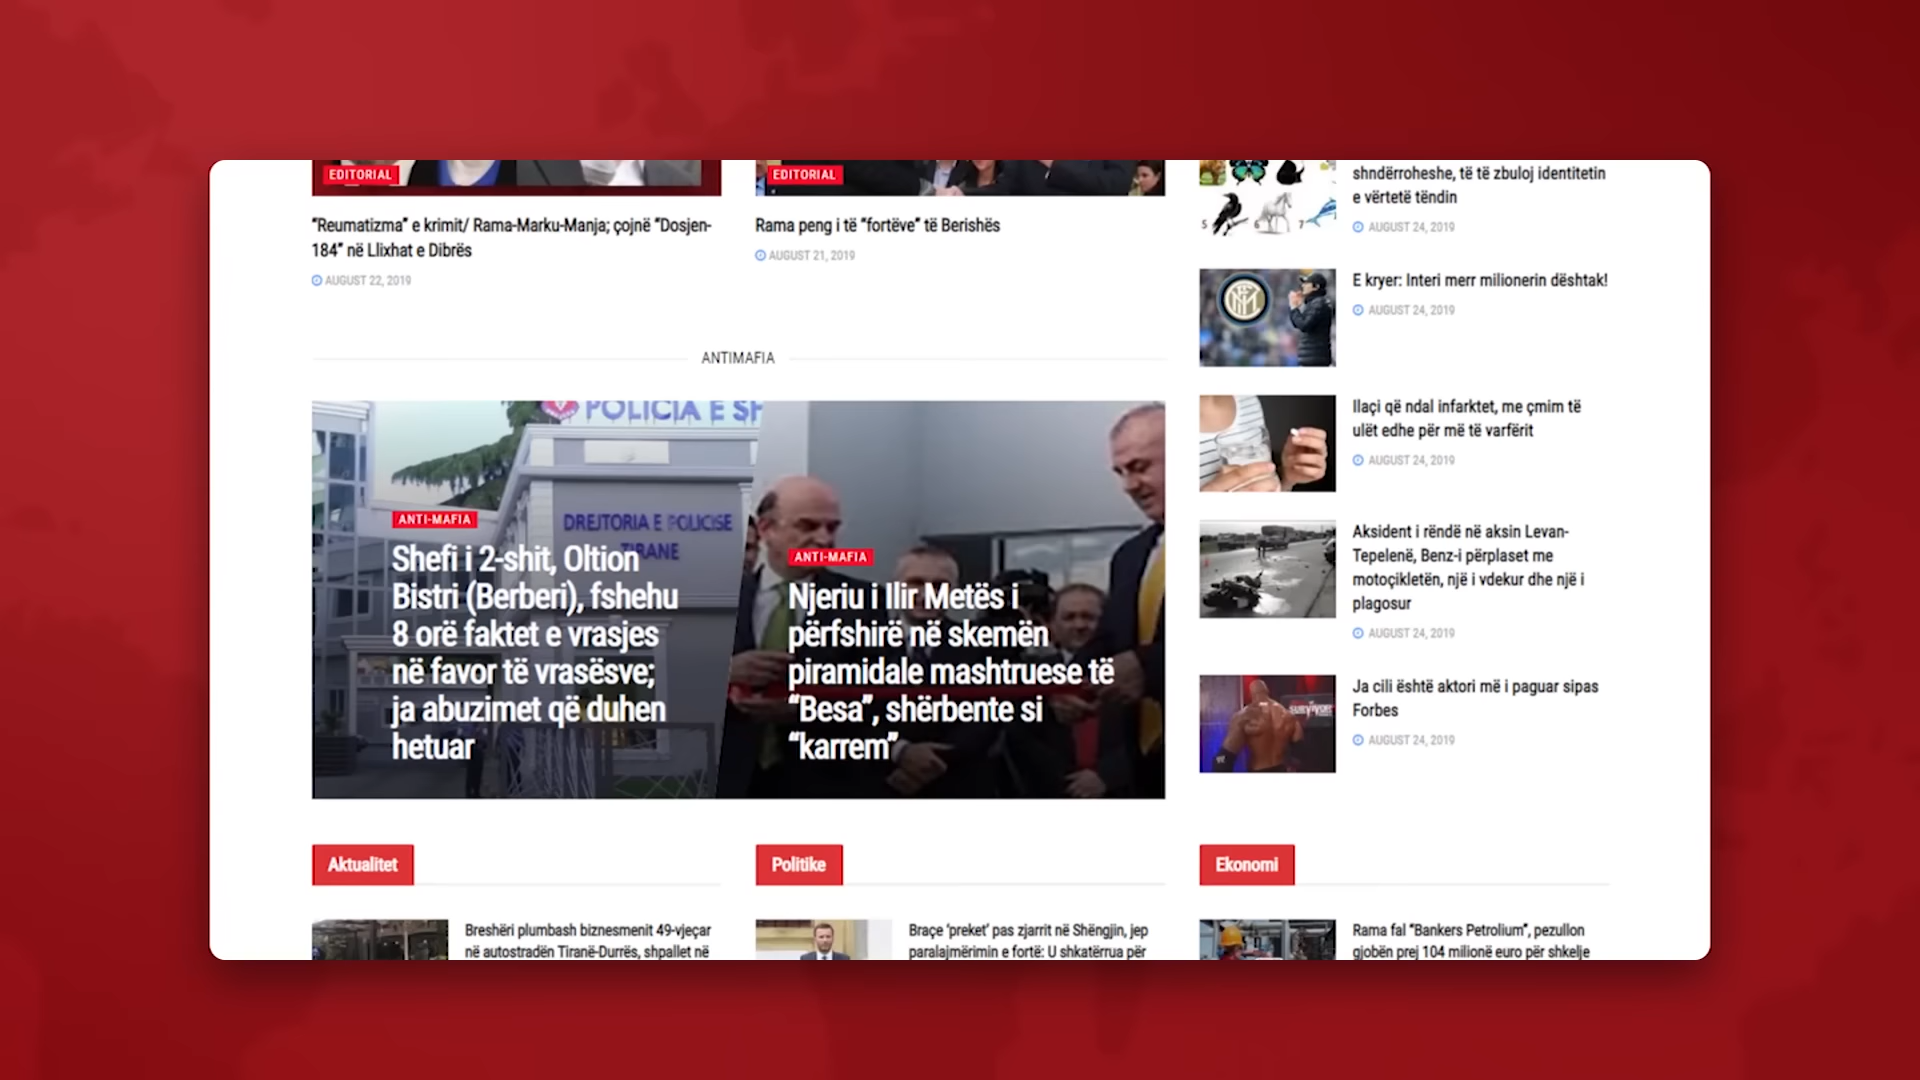 EDITORIAL
“Reumatizma” e krimit/ Rama-Marku-Manja; çojnë “Dosjen-
184” në Llixhat e Dibrës
AUGUST 22, 2019
EDITORIAL
Rama peng i të “fortëve” të Berishës
AUGUST 21, 2019
ANTIMAFIA
POLICIA E SH
DREJTORIA E POLICISE
TIRANE
ANTI-MAFIA
Shefi i 2-shit, Oltion
Bistri (Berberi), fshehu
8 orë faktet e vrasjes
në favor të vrasësve;
ja abuzimet që duhen
hetuar
ANTI-MAFIA
Njeriu i Ilir Metës i
përfshirë në skemën
piramidale mashtruese të
“Besa”, shërbente si
“karrem”
shndërroheshe, të të zbuloj identitetin
e vërtetë tëndin
AUGUST 24, 2019
5 6 7
E kryer: Interi merr milionerin dështak!
AUGUST 24, 2019
Ilaçi që ndal infarktet, me çmim të
ulët edhe për më të varfërit
AUGUST 24, 2019
Aksident i rëndë në aksin Levan-
Tepelenë, Benz-i përplaset me
motoçikletën, një i vdekur dhe një i
plagosur
AUGUST 24, 2019
Ja cili është aktori më i paguar sipas
Forbes
AUGUST 24, 2019
SURVIVOR
Aktualitet
Breshëri plumbash biznesmenit 49-vjeçar
në autostradën Tiranë-Durrës, shpallet në
Politike
Braçe ‘preket’ pas zjarrit në Shëngjin, jep
paralajmërimin e fortë: U shkatërrua për
Ekonomi
Rama fal “Bankers Petrolium”, pezullon
gjobën prej 104 milionë euro për shkelje